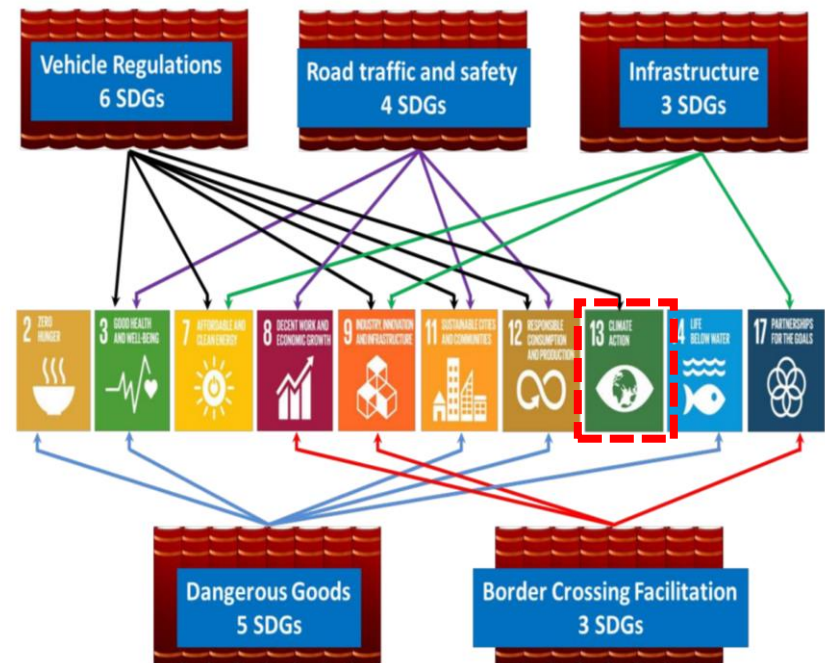 Vehicle Regulations
6 SDGs
Road traffic and safety
4 SDGs
Infrastructure
3 SDGs
2 ZERO
HUNGER
3 GOOD HEALTH
AND WELL-BEING
7 AFFORDABLE AND
CLEAN ENERGY
8 DECENT WORK AND
ECONOMIC GROWTH
9 INDUSTRY, INNOVATION
AND INFRASTRUCTURE
11 SUSTAINABLE CITIES
AND COMMUNITIES
12 RESPONSIBLE
CONSUMPTION
AND PRODUCTION
13 CLIMATE
ACTION
4 LIFE
BELOW WATER
17 PARTNERSHIPS
FOR THE GOALS
Dangerous Goods
5 SDGs
Border Crossing Facilitation
3 SDGs